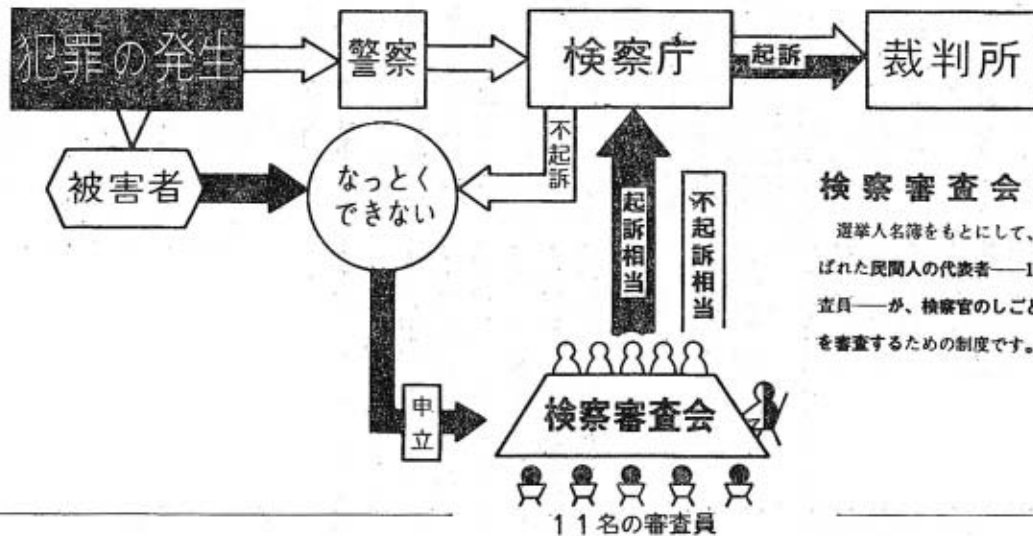 犯罪の発生
警察
検察庁
起訴
裁判所
被害者
なっとく
できない
不起訴
起訴相当
不起訴相当
申立
検察審査会
11名の審査員
検察審査会
選挙人名簿をもとにして、
ばれた民間人の代表者――1
査員――が、検察官のしごと
を審査するための制度です。